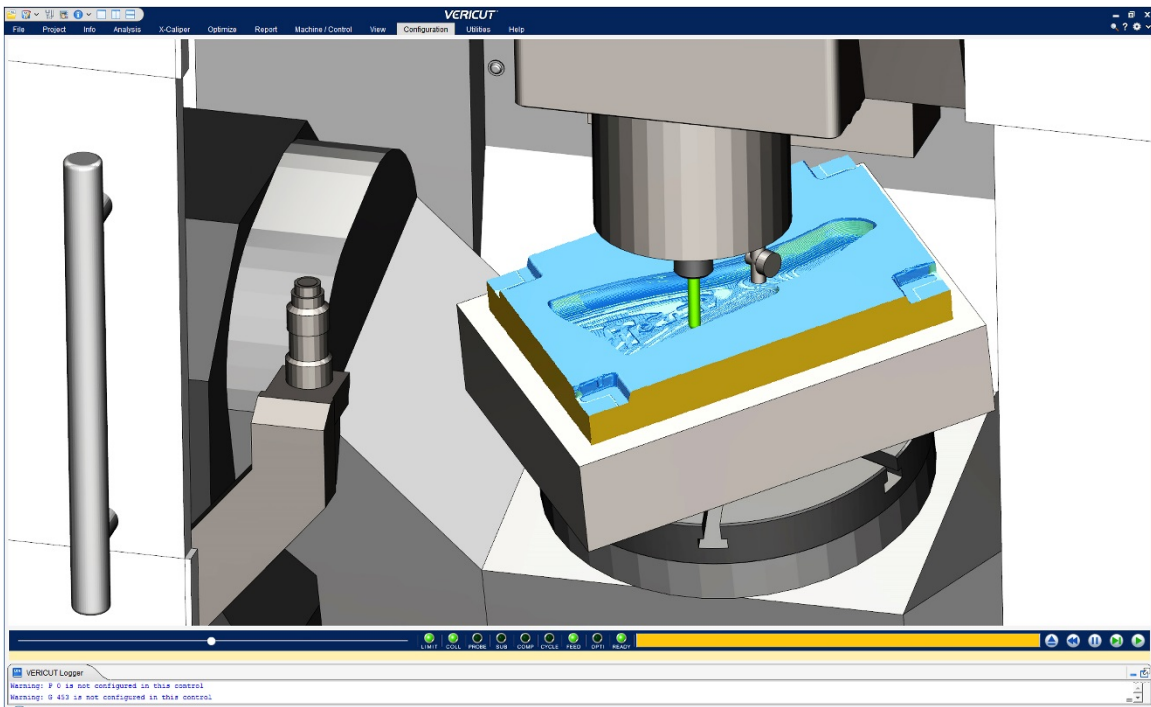 VERICUT
File Project Info Analysis X-Caliper Optimize Report Machine / Control View Configuration Utilities Help
LIMIT COLL PROBE SUB COMP CYCLE FEED OPTI READY
VERICUT Logger
Warning: P 0 is not configured in this control
Warning: G 453 is not configured in this control